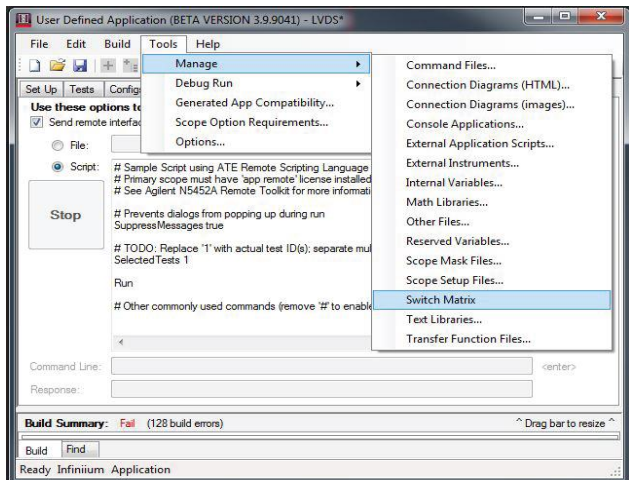 User Defined Application (BETA VERSION 3.9.9041) - LVDS*
File Edit Build Tools Help
Manage
Debug Run
Generated App Compatibility...
Scope Option Requirements...
Options...
Command Files...
Connection Diagrams (HTML)...
Connection Diagrams (images)...
Console Applications...
External Application Scripts...
External Instruments...
Internal Variables...
Math Libraries...
Other Files...
Reserved Variables...
Scope Mask Files...
Scope Setup Files...
Switch Matrix
Text Libraries...
Transfer Function Files...
Set Up Tests Config
Use these options to
Send remote interfac
File:
Script:
Stop
# Sample Script using ATE Remote Scripting Language
# Primary scope must have 'app remote' license installed
# See Agilent N5452A Remote Toolkit for more informati
# Prevents dialogs from popping up during run
SuppressMessages true
# TODO: Replace '1' with actual test ID(s); separate mul
SelectedTests 1
Run
# Other commonly used commands (remove '#' to enable
Command Line:
<enter>
Response:
Build Summary: Fail (128 build errors)
^ Drag bar to resize ^
Build Find
Ready Infiniium Application